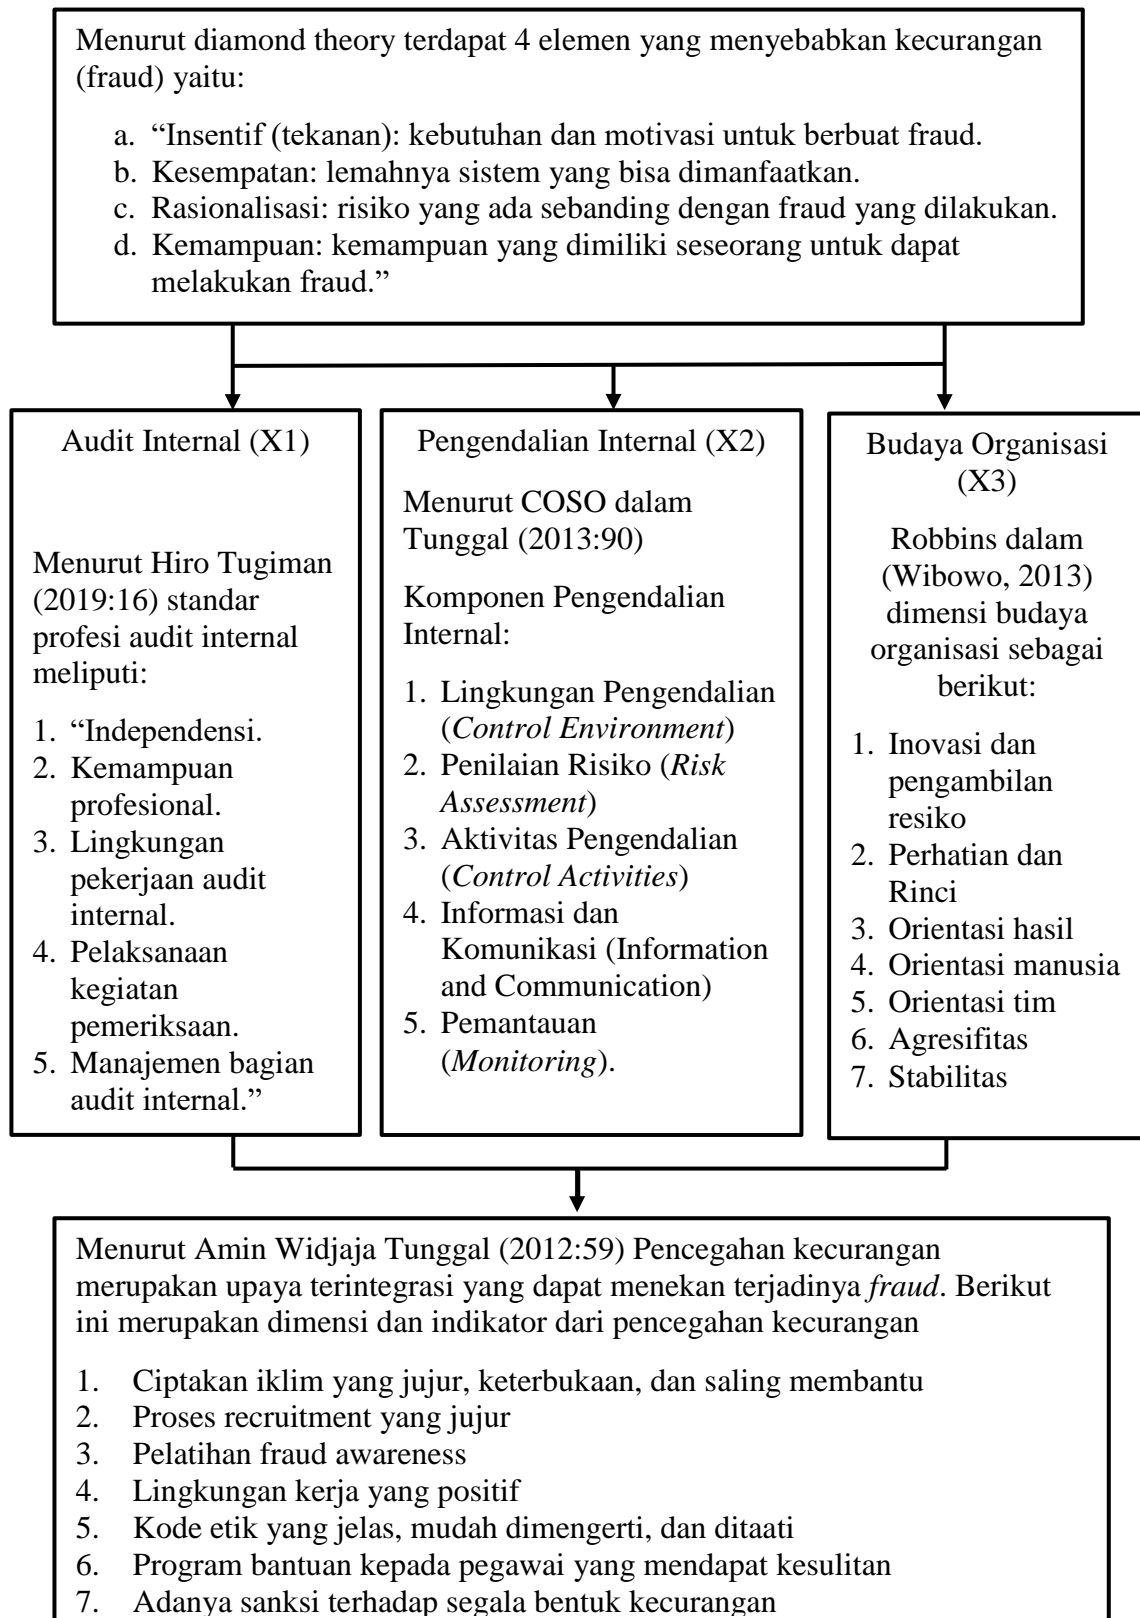 Menurut diamond theory terdapat 4 elemen yang menyebabkan kecurangan
(fraud) yaitu:
a. “Insentif (tekanan): kebutuhan dan motivasi untuk berbuat fraud.
b. Kesempatan: lemahnya sistem yang bisa dimanfaatkan.
c. Rasionalisasi: risiko yang ada sebanding dengan fraud yang dilakukan.
d. Kemampuan: kemampuan yang dimiliki seseorang untuk dapat
melakukan fraud.”
Audit Internal (X1)
Menurut Hiro Tugiman
(2019:16) standar
profesi audit internal
meliputi:
1. “Independensi.
2. Kemampuan
profesional.
3. Lingkungan
pekerjaan audit
internal.
4. Pelaksanaan
kegiatan
pemeriksaan.
5. Manajemen bagian
audit internal.”
Pengendalian Internal (X2)
Menurut COSO dalam
Tunggal (2013:90)
Komponen Pengendalian
Internal:
1. Lingkungan Pengendalian
(Control Environment)
2. Penilaian Risiko (Risk
Assessment)
3. Aktivitas Pengendalian
(Control Activities)
4. Informasi dan
Komunikasi (Information
and Communication)
5. Pemantauan
(Monitoring).
Budaya Organisasi
(X3)
Robbins dalam
(Wibowo, 2013)
dimensi budaya
organisasi sebagai
berikut:
1. Inovasi dan
pengambilan
resiko
2. Perhatian dan
Rinci
3. Orientasi hasil
4. Orientasi manusia
5. Orientasi tim
6. Agresifitas
7. Stabilitas
Menurut Amin Widjaja Tunggal (2012:59) Pencegahan kecurangan
merupakan upaya terintegrasi yang dapat menekan terjadinya fraud. Berikut
ini merupakan dimensi dan indikator dari pencegahan kecurangan
1. Ciptakan iklim yang jujur, keterbukaan, dan saling membantu
2. Proses recruitment yang jujur
3. Pelatihan fraud awareness
4. Lingkungan kerja yang positif
5. Kode etik yang jelas, mudah dimengerti, dan ditaati
6. Program bantuan kepada pegawai yang mendapat kesulitan
7. Adanya sanksi terhadap segala bentuk kecurangan